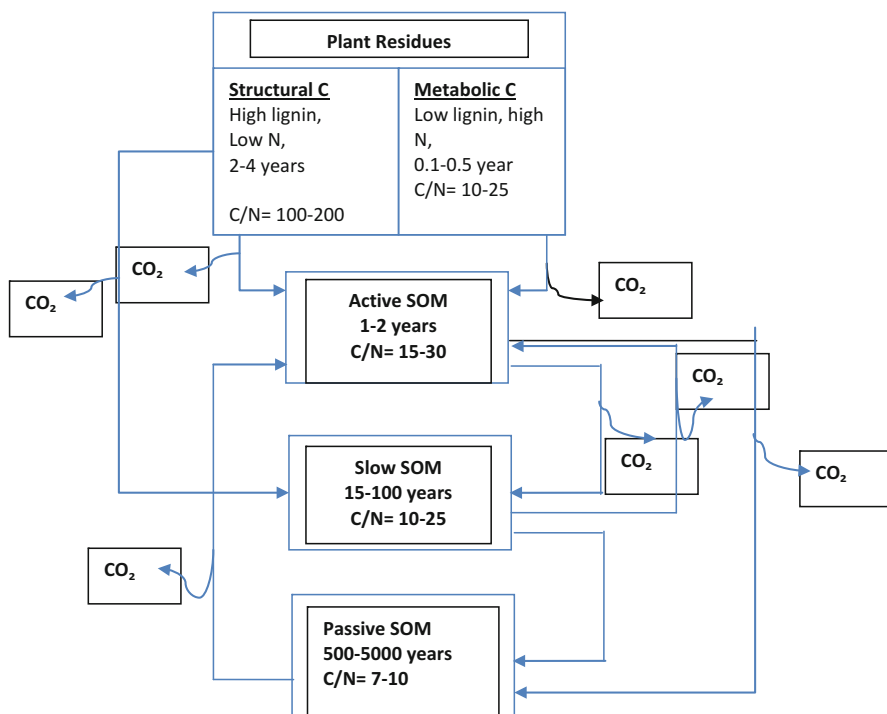 Plant Residues
Structural C
High lignin,
Low N,
2-4 years
C/N= 100-200
Metabolic C
Low lignin, high
N,
0.1-0.5 year
C/N= 10-25
CO₂
CO₂
CO₂
Active SOM
1-2 years
C/N= 15-30
CO₂
CO₂
CO₂
Slow SOM
15-100 years
C/N= 10-25
CO₂
Passive SOM
500-5000 years
C/N= 7-10